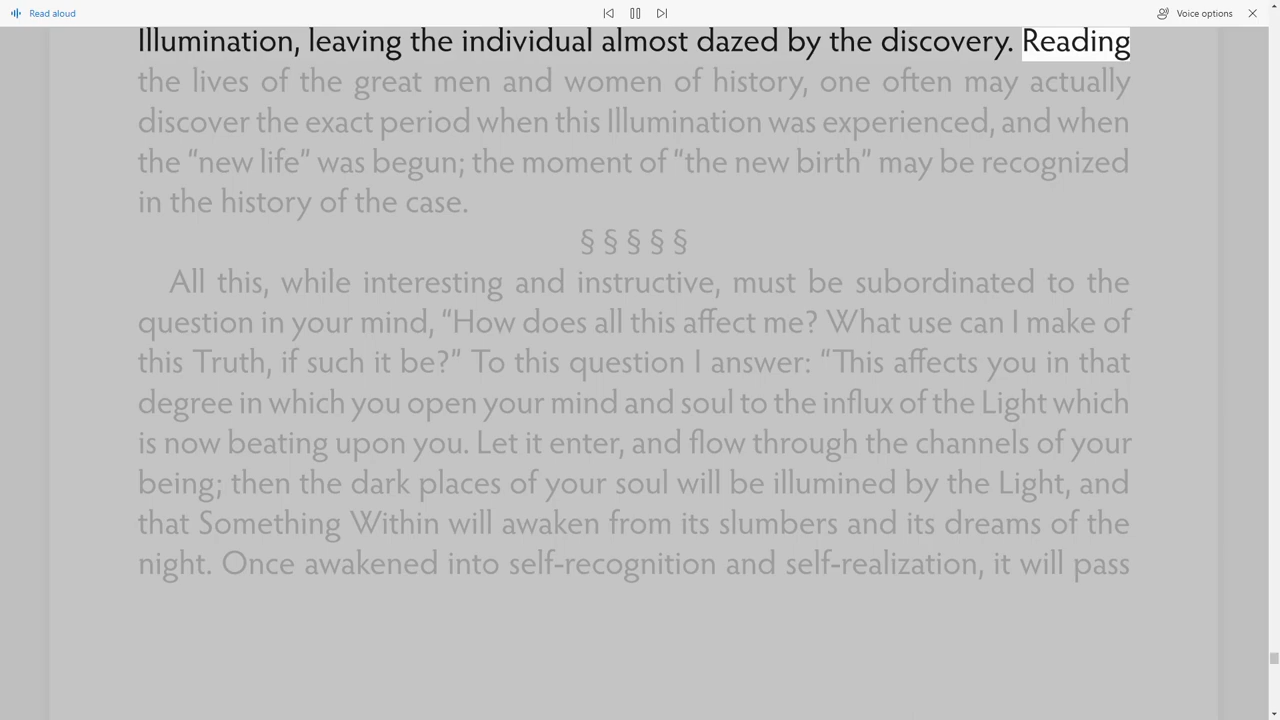 Read aloud
Voice options
Illumination, leaving the individual almost dazed by the discovery. Reading
the lives of the great men and women of history, one often may actually
discover the exact period when this Illumination was experienced, and when
the “new life” was begun; the moment of “the new birth” may be recognized
in the history of the case.
§ § § § §
All this, while interesting and instructive, must be subordinated to the
question in your mind, “How does all this affect me? What use can I make of
this Truth, if such it be?” To this question I answer: “This affects you in that
degree in which you open your mind and soul to the influx of the Light which
is now beating upon you. Let it enter, and flow through the channels of your
being; then the dark places of your soul will be illumined by the Light, and
that Something Within will awaken from its slumbers and its dreams of the
night. Once awakened into self-recognition and self-realization, it will pass